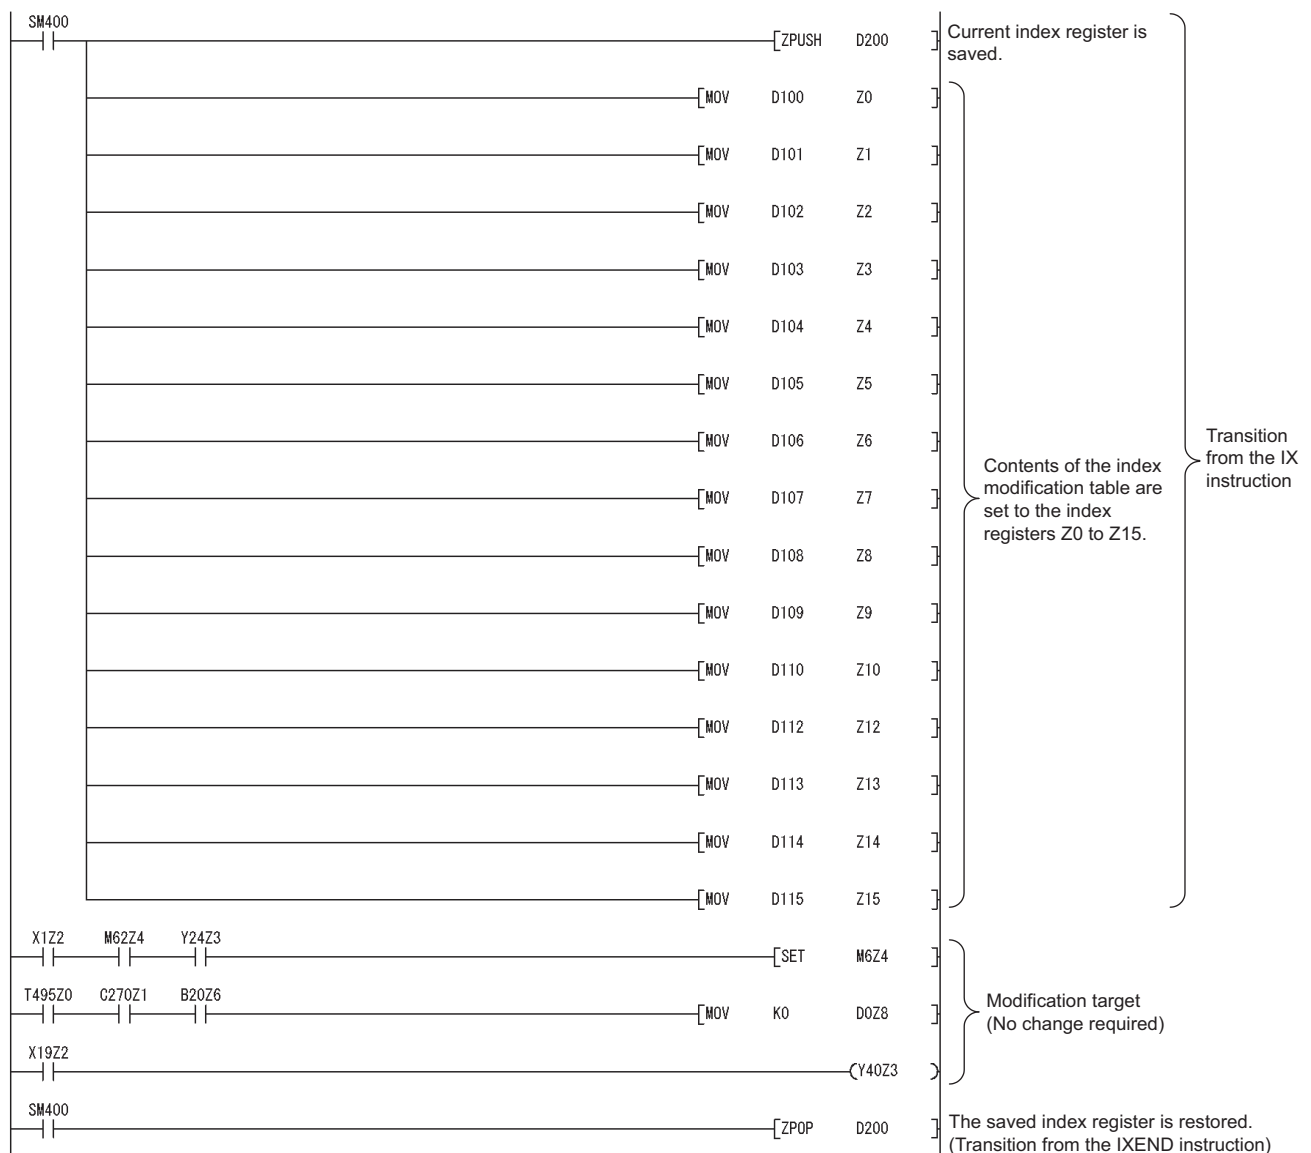 SM400
[ZPUSH D200 ]
Current index register is
saved.
[MOV D100 Z0 ]
[MOV D101 Z1 ]
[MOV D102 Z2 ]
[MOV D103 Z3 ]
[MOV D104 Z4 ]
[MOV D105 Z5 ]
[MOV D106 Z6 ]
[MOV D107 Z7 ]
[MOV D108 Z8 ]
[MOV D109 Z9 ]
[MOV D110 Z10 ]
[MOV D112 Z12 ]
[MOV D113 Z13 ]
[MOV D114 Z14 ]
[MOV D115 Z15 ]
Contents of the index
modification table are
set to the index
registers Z0 to Z15.
Transition
from the IX
instruction
X1Z2 M62Z4 Y24Z3
[SET M6Z4 ]
T495Z0 C270Z1 B20Z6
[MOV K0 D0Z8 ]
X19Z2
(Y40Z3 )
Modification target
(No change required)
SM400
[ZPOP D200 ]
The saved index register is restored.
(Transition from the IXEND instruction)